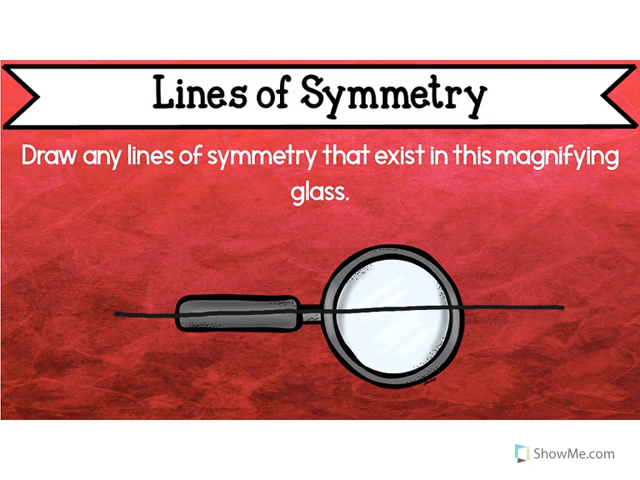 Lines of Symmetry
Draw any lines of symmetry that exist in this magnifying
glass.
ShowMe.com